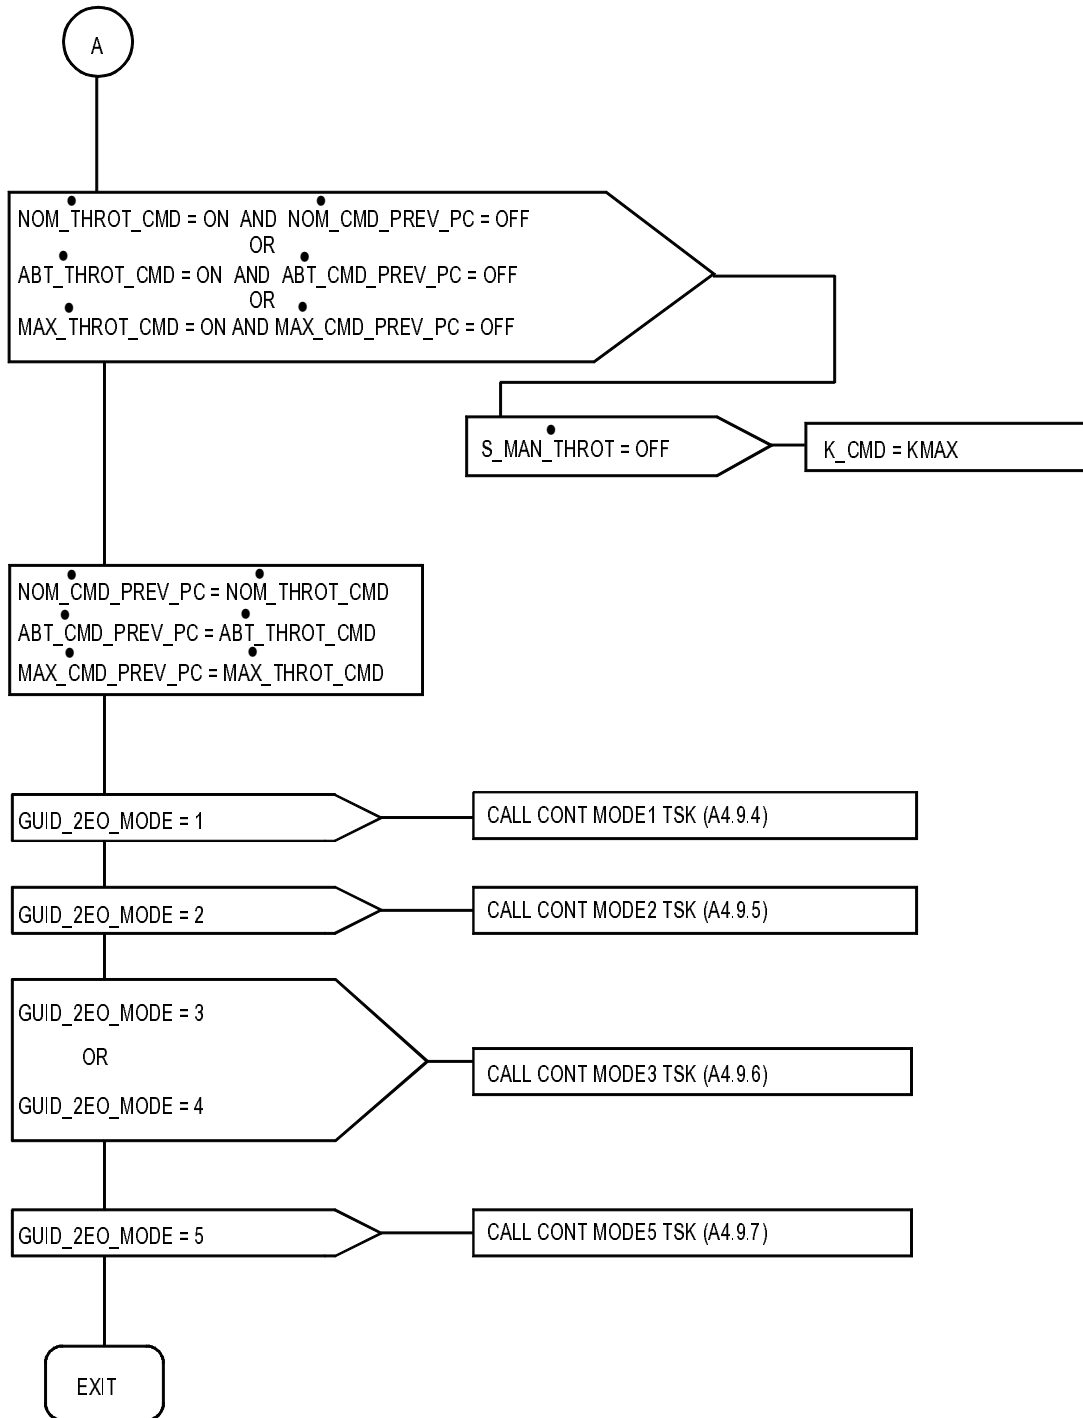 A
NOM_THROT_CMD = ON AND NOM_CMD_PREV_PC = OFF
OR
ABT_THROT_CMD = ON AND ABT_CMD_PREV_PC = OFF
OR
MAX_THROT_CMD = ON AND MAX_CMD_PREV_PC = OFF
S_MAN_THROT = OFF
K_CMD = KMAX
NOM_CMD_PREV_PC = NOM_THROT_CMD
ABT_CMD_PREV_PC = ABT_THROT_CMD
MAX_CMD_PREV_PC = MAX_THROT_CMD
GUID_2EO_MODE = 1
CALL CONT MODE1 TSK (A4.9.4)
GUID_2EO_MODE = 2
CALL CONT MODE2 TSK (A4.9.5)
GUID_2EO_MODE = 3
OR
GUID_2EO_MODE = 4
CALL CONT MODE3 TSK (A4.9.6)
GUID_2EO_MODE = 5
CALL CONT MODE5 TSK (A4.9.7)
EXIT